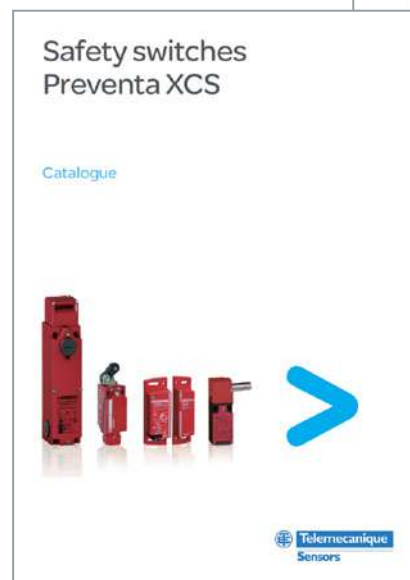 Safety switches
Preventa XCS
Catalogue
Telemecanique
Sensors